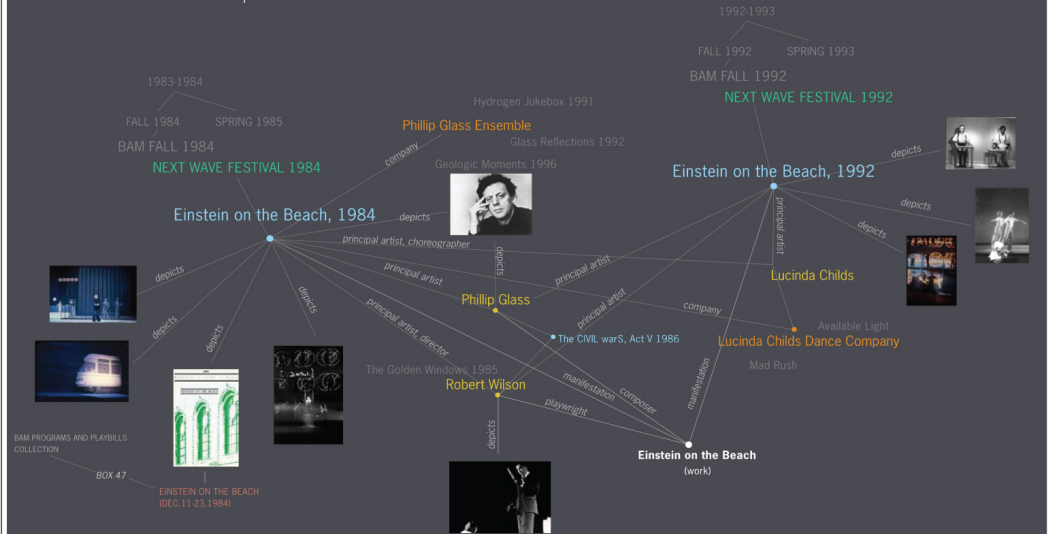 1983-1984
FALL 1984
SPRING 1985
BAM FALL 1984
NEXT WAVE FESTIVAL 1984
Einstein on the Beach, 1984
Hydrogen Jukebox 1991
Phillip Glass Ensemble
Glass Reflections 1992
Geologic Moments 1996
1992-1993
FALL 1992
SPRING 1993
BAM FALL 1992
NEXT WAVE FESTIVAL 1992
Einstein on the Beach, 1992
company
depicts
principal artist, choreographer
principal artist
principal artist, director
depicts
depicts
depicts
depicts
depicts
Phillip Glass
principal artist
principal artist
principal artist
depicts
depicts
depicts
Lucinda Childs
company
Available Light
Lucinda Childs Dance Company
Mad Rush
The CIVIL warS, Act V 1986
The Golden Windows 1985
Robert Wilson
manifestation
composer
manifestation
playwright
depicts
Einstein on the Beach
(work)
BAM PROGRAMS AND PLAYBILLS
COLLECTION
BOX 47
EINSTEIN ON THE BEACH
(DEC.11-23,1984)